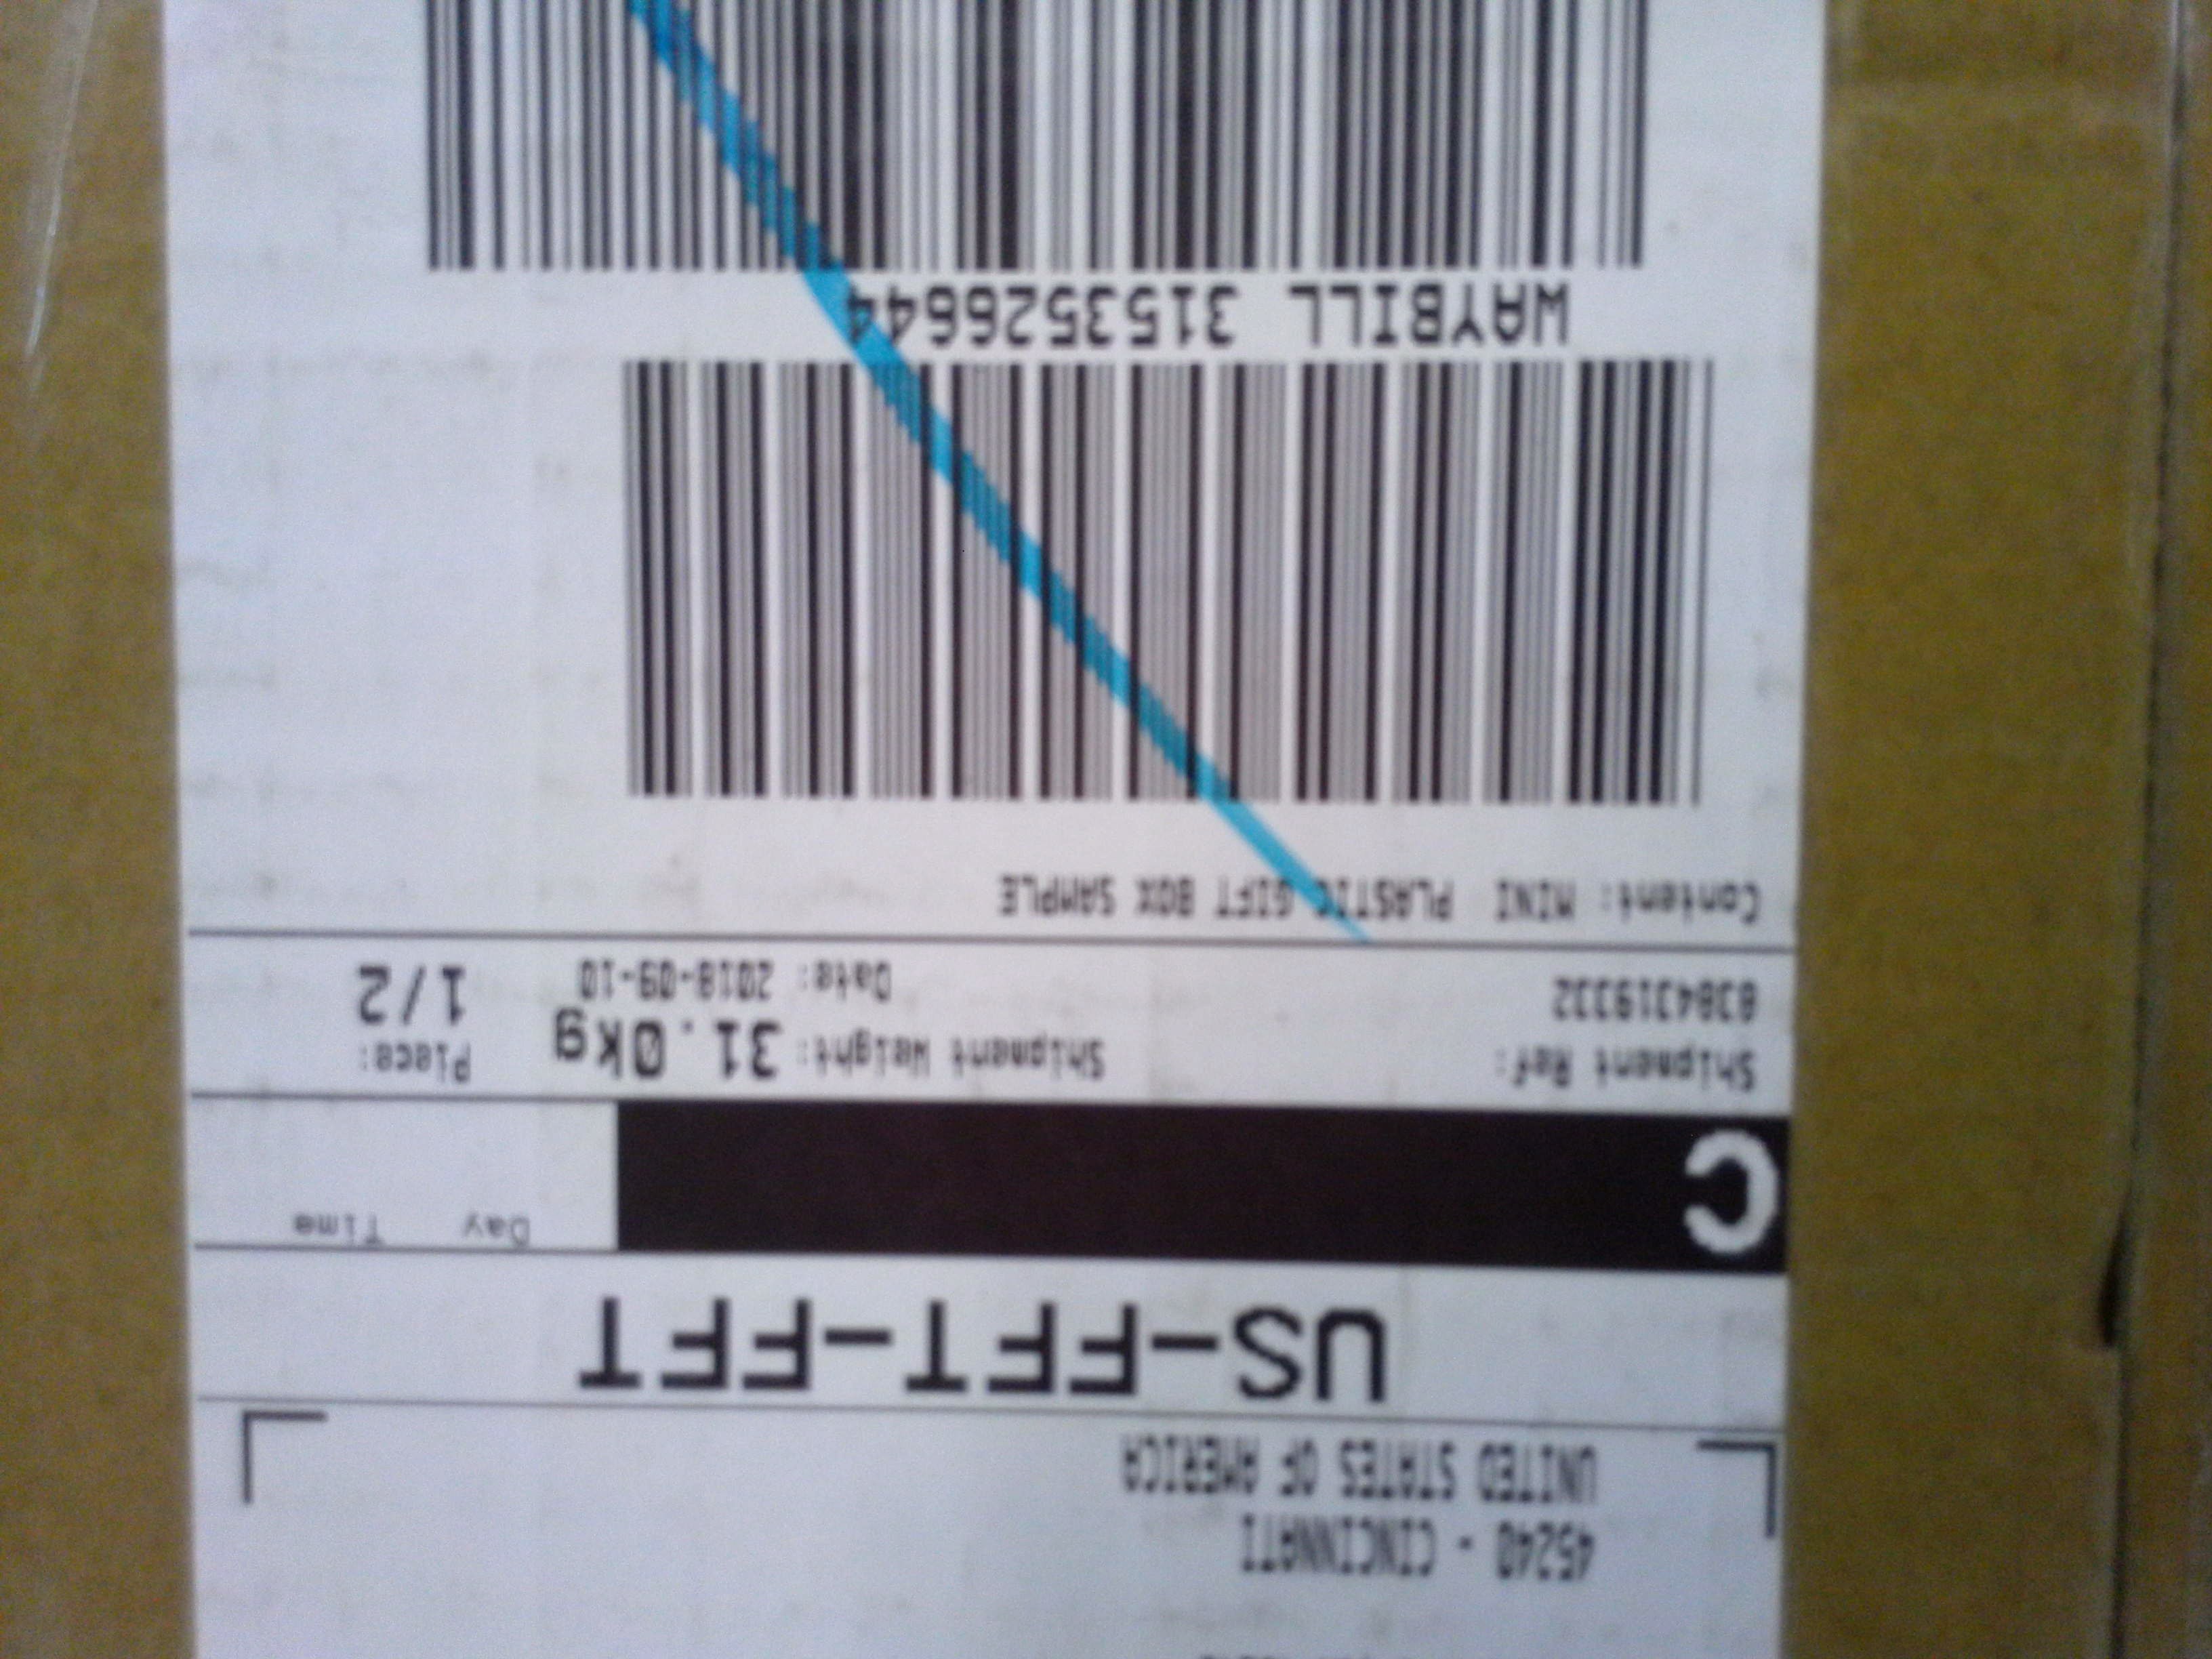 45240 - CINCINNATI
UNITED STATES OF AMERICA
US-FFT-FFT
C
Day Time
Shipment Ref:
8384319332
Shipment Weight: 31.0kg
Date: 2018-09-10
Piece:
1/2
Content: MINI PLASTIC GIFT BOX SAMPLE
WAYBILL 3153526644